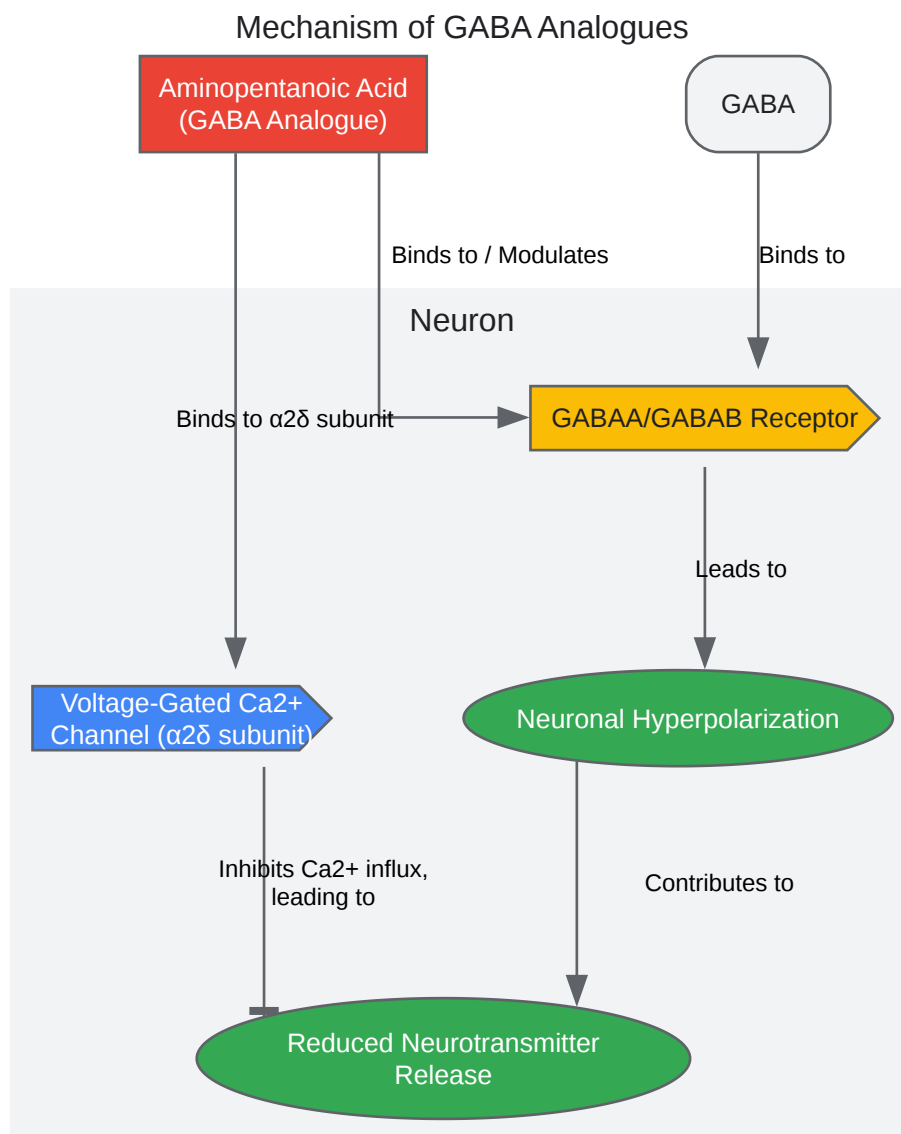 Mechanism of GABA Analogues
Aminopentanoic Acid
(GABA Analogue)
GABA
Binds to / Modulates
Binds to
Neuron
Binds to α2δ subunit
GABAA/GABAB Receptor
Leads to
Voltage-Gated Ca2+
Channel (α2δ subunit)
Neuronal Hyperpolarization
Inhibits Ca2+ influx,
leading to
Contributes to
Reduced Neurotransmitter
Release